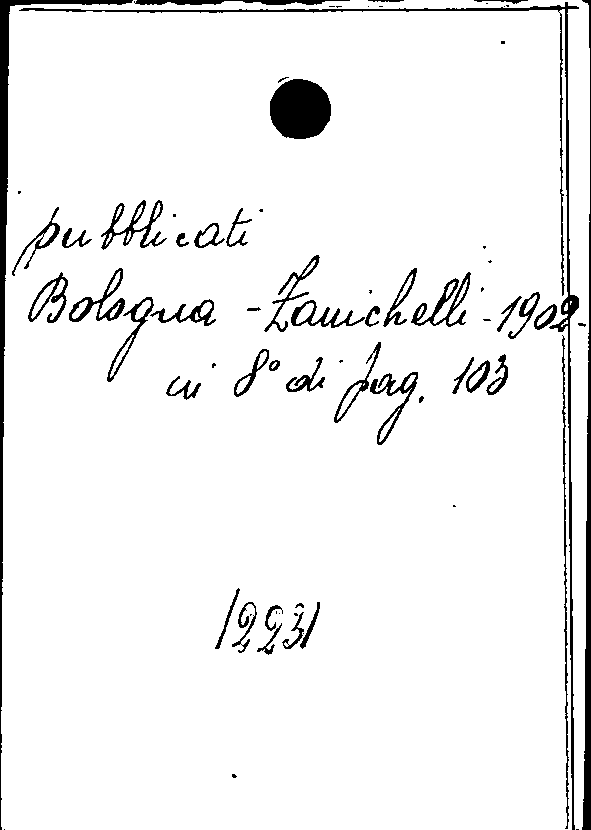 pubblicati
Bologna - Zanichelli - 1902 -
in 8° di pag. 103
12231